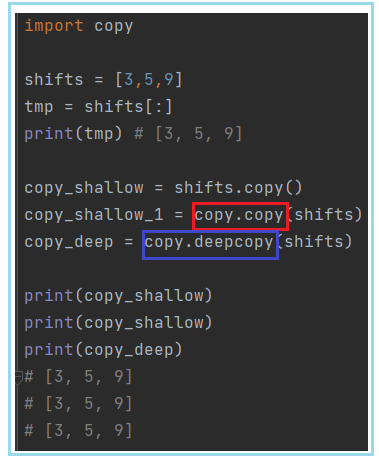 import copy
shifts = [3,5,9]
tmp = shifts[:]
print(tmp) # [3, 5, 9]
copy_shallow = shifts.copy()
copy_shallow_1 = copy.copy(shifts)
copy_deep = copy.deepcopy(shifts)
print(copy_shallow)
print(copy_shallow)
print(copy_deep)
# [3, 5, 9]
# [3, 5, 9]
# [3, 5, 9]